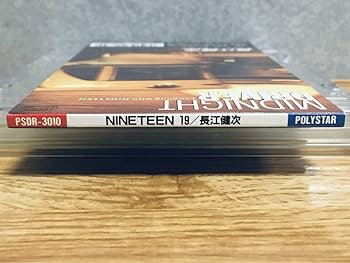 MIDNIGHT
DRIVER
PSDR-3010 NINETEEN 19／長江健次 POLYSTAR